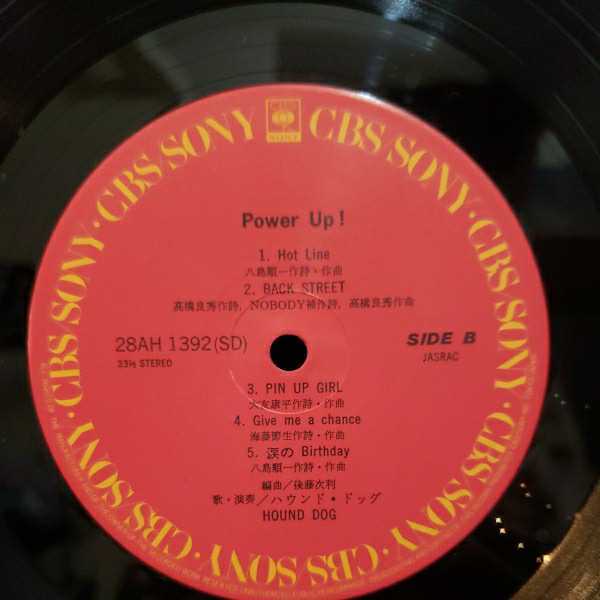 CBS/SONY · CBS/SONY · CBS/SONY · CBS/SONY · CBS/SONY · CBS/SONY ·
SONY
Power Up!
1. Hot Line
八島順一作詩・作曲
2. BACK STREET
高橋良秀作詩, NOBODY補作詩, 高橋良秀作曲
28AH 1392(SD)
SIDE B
33⅓ STEREO
JASRAC
3. PIN UP GIRL
大友康平作詩・作曲
4. Give me a chance
海藤節生作詩・作曲
5. 涙の Birthday
八島順一作詩・作曲
編曲/後藤次利
歌・演奏/ハウンド・ドッグ
HOUND DOG